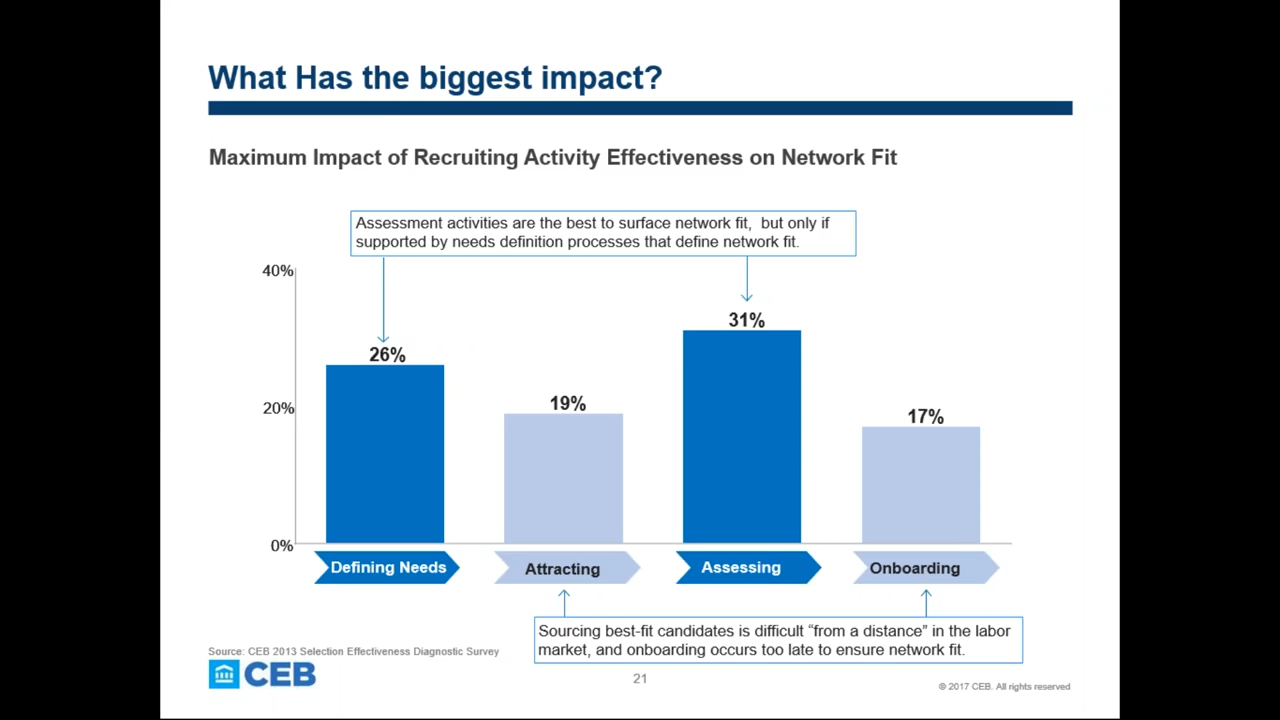 What Has the biggest impact?
Maximum Impact of Recruiting Activity Effectiveness on Network Fit
Assessment activities are the best to surface network fit,  but only if
supported by needs definition processes that define network fit.
40%
20%
0%
26%
19%
31%
17%
Defining Needs
Attracting
Assessing
Onboarding
Sourcing best-fit candidates is difficult “from a distance” in the labor
market, and onboarding occurs too late to ensure network fit.
Source: CEB 2013 Selection Effectiveness Diagnostic Survey
CEB
21
© 2017 CEB. All rights reserved